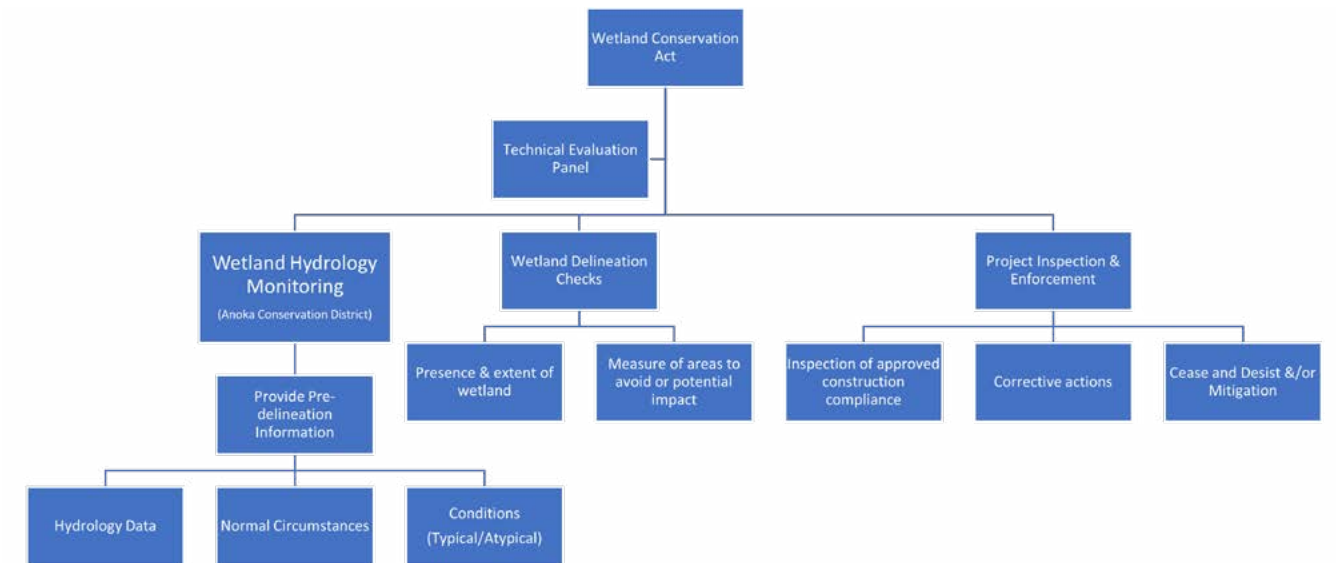 Wetland Conservation
Act
Technical Evaluation
Panel
Wetland Hydrology
Monitoring
(Anoka Conservation District)
Wetland Delineation
Checks
Project Inspection &
Enforcement
Presence & extent of
wetland
Measure of areas to
avoid or potential
impact
Inspection of approved
construction
compliance
Corrective actions
Cease and Desist &/or
Mitigation
Provide Pre-
delineation
Information
Hydrology Data
Normal Circumstances
Conditions
(Typical/Atypical)